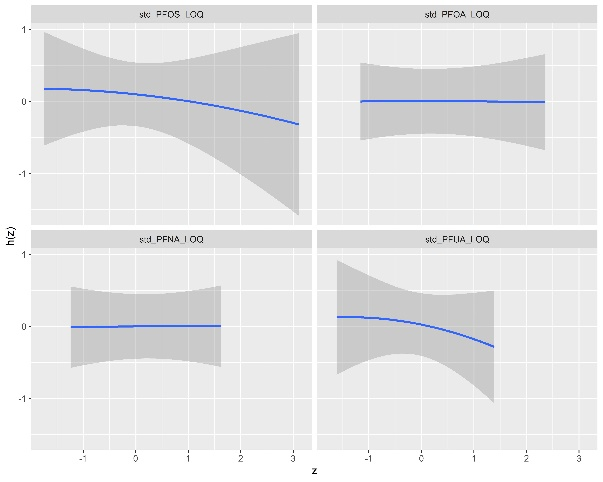 std_PFOS_LOQ
std_PFOA_LOQ
1
0
-1
h(z)
std_PFNA_LOQ
std_PFUA_LOQ
1
0
-1
-1 0 1 2 3
-1 0 1 2 3
z